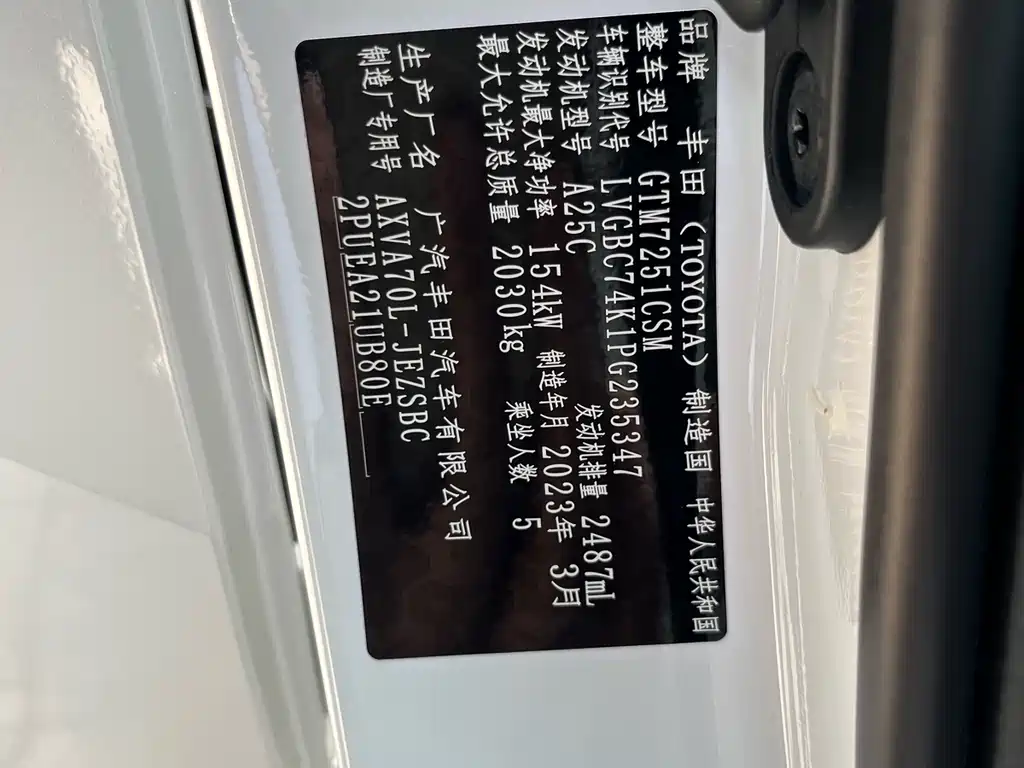 品牌 丰田 (TOYOTA) 制造国 中华人民共和国
整车型号 GTM7251CSM
车辆识别代号 LVGBC74K1PG235347
发动机型号 A25C 发动机排量 2487mL
发动机最大净功率 154kW 制造年月 2023年 3月
最大允许总质量 2030kg 乘坐人数 5
生产厂名 广汽丰田汽车有限公司
制造厂专用号 AXVA70L-JEZSBC
2PUEA21UB80E